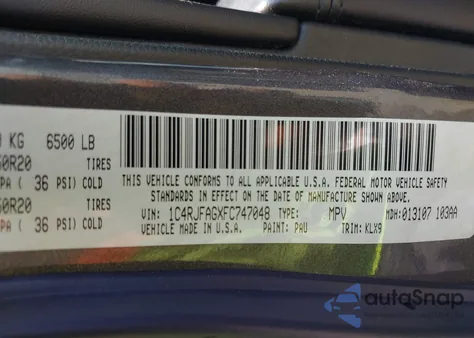 KG 6500 LB
50R20 TIRES
PA ( 36 PSI) COLD
50R20 TIRES
PA ( 36 PSI) COLD
THIS VEHICLE CONFORMS TO ALL APPLICABLE U.S.A. FEDERAL MOTOR VEHICLE SAFETY
STANDARDS IN EFFECT ON THE DATE OF MANUFACTURE SHOWN ABOVE.
VIN: 1C4RJFAGXFC747048 TYPE: MPV MDH: 013107 103AA
VEHICLE MADE IN U.S.A. PAINT: PAU TRIM: KLX9
autoSnap